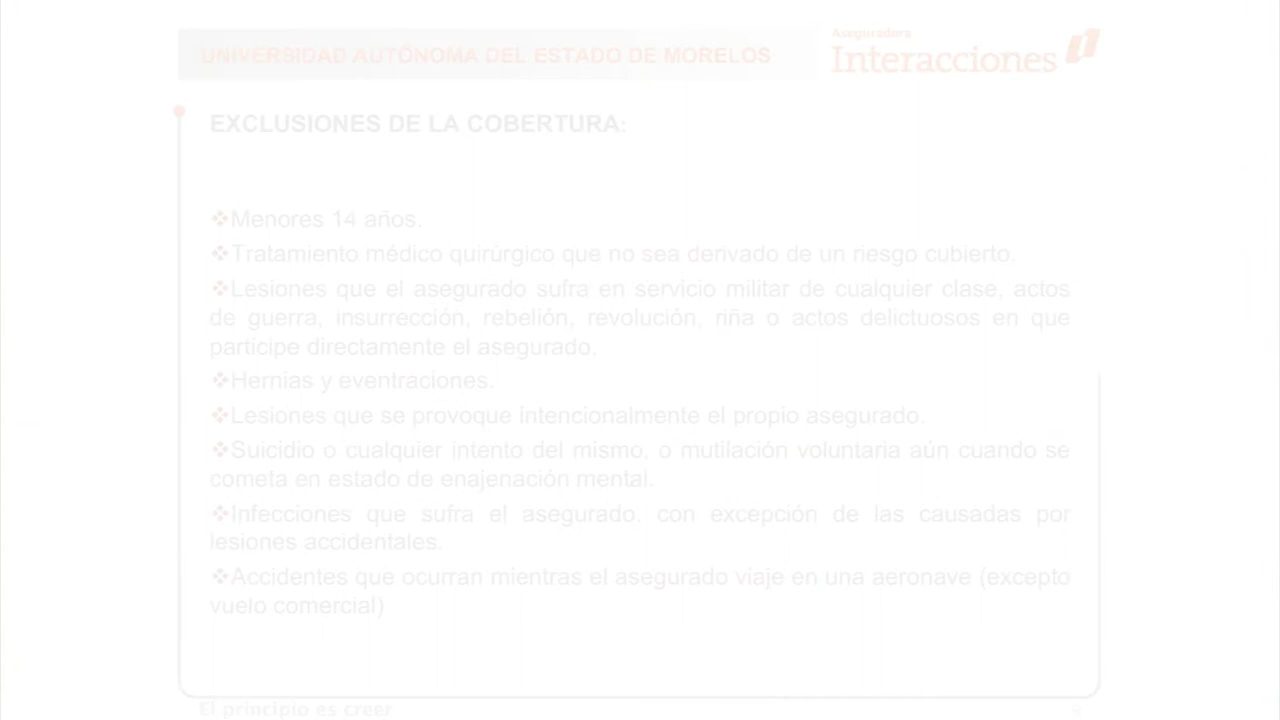 UNIVERSIDAD AUTÓNOMA DEL ESTADO DE MORELOS
Aseguradora
Interacciones
EXCLUSIONES DE LA COBERTURA:
❖Menores 14 años.
❖Tratamiento médico quirúrgico que no sea derivado de un riesgo cubierto.
❖Lesiones que el asegurado sufra en servicio militar de cualquier clase, actos
de guerra, insurrección, rebelión, revolución, riña o actos delictuosos en que
participe directamente el asegurado.
❖Hernias y eventraciones.
❖Lesiones que se provoque intencionalmente el propio asegurado.
❖Suicidio o cualquier intento del mismo, o mutilación voluntaria aún cuando se
cometa en estado de enajenación mental.
❖Infecciones que sufra el asegurado, con excepción de las causadas por
lesiones accidentales.
❖Accidentes que ocurran mientras el asegurado viaje en una aeronave (excepto
vuelo comercial)
El principio es creer